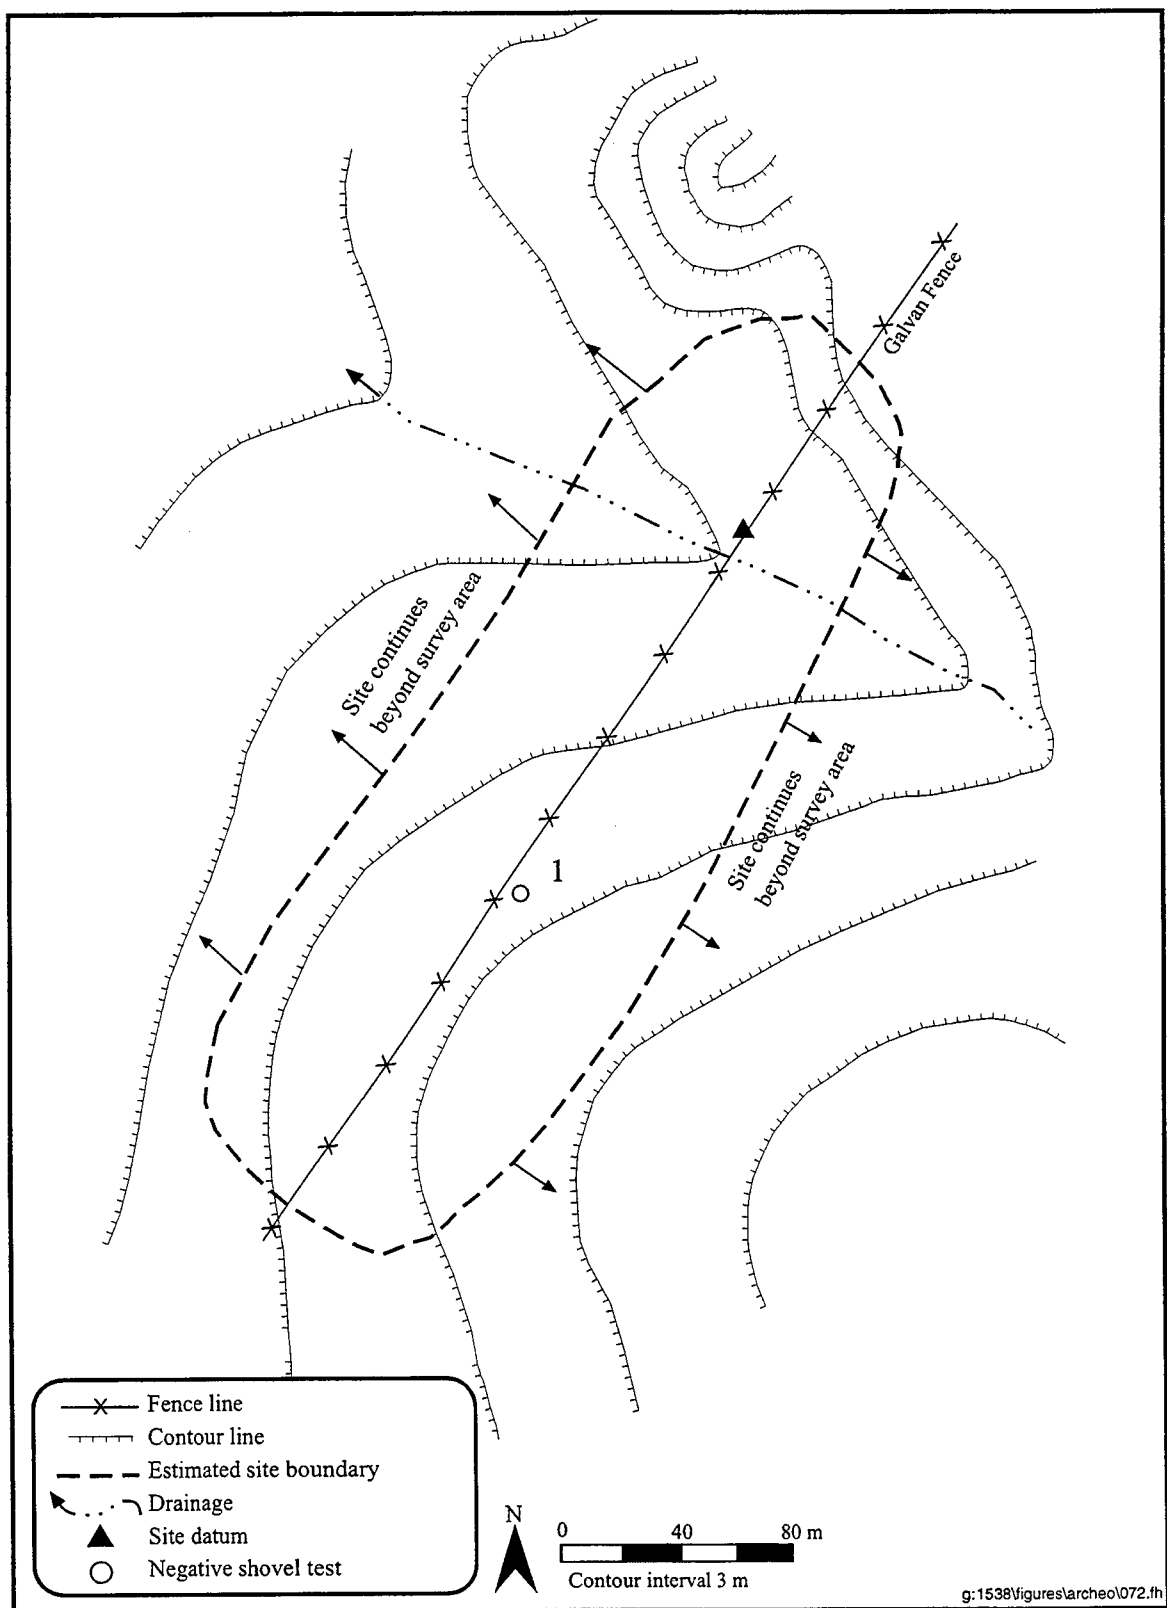 Galvan Fence
Site continues
beyond survey area
Site continues
beyond survey area
1
Fence line
Contour line
Estimated site boundary
Drainage
Site datum
Negative shovel test
N
0 40 80 m
Contour interval 3 m
g:1538\figures\archeo\072.fh